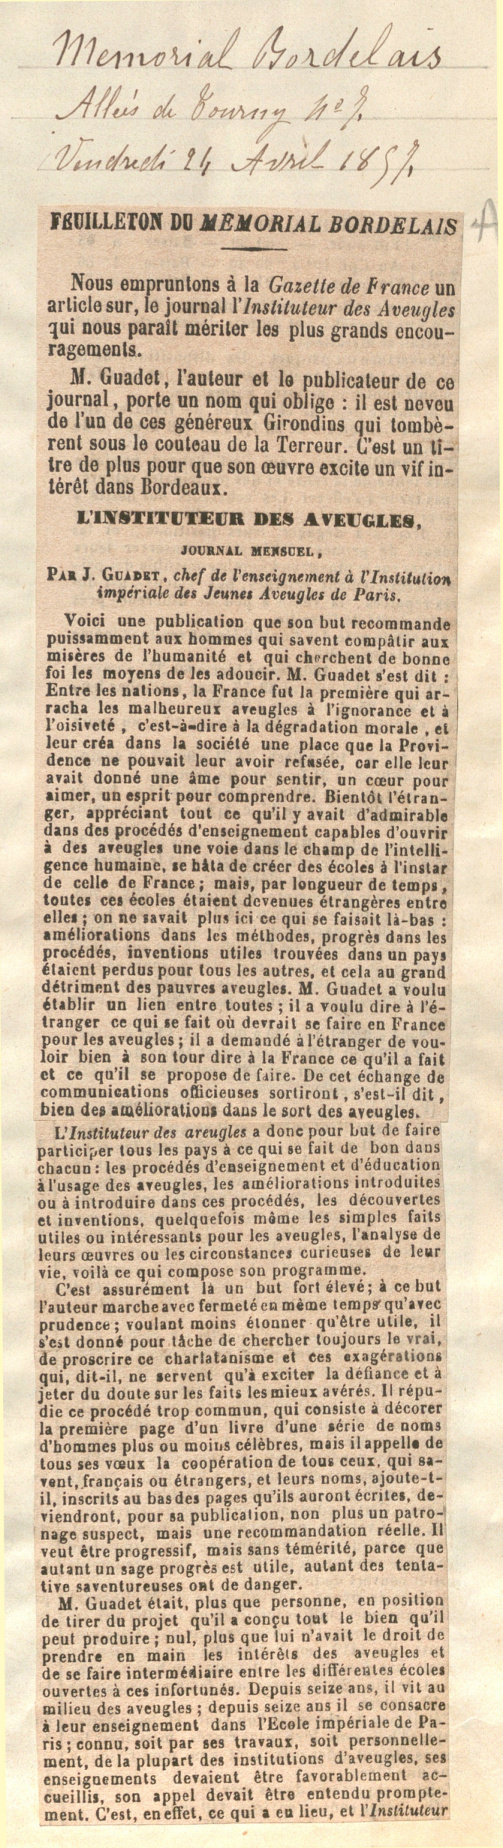 Memorial Bordelais
Allées de Tourny nº 7.
Vendredi 24 Avril 1857.
A
FEUILLETON DU MEMORIAL BORDELAIS
Nous empruntons à la Gazette de France un
article sur, le journal l'Instituteur des Aveugles
qui nous paraît mériter les plus grands encou-
ragements.
M. Guadet, l'auteur et le publicateur de ce
journal, porte un nom qui oblige : il est neveu
de l'un de ces généreux Girondins qui tombè-
rent sous le couteau de la Terreur. C'est un ti-
tre de plus pour que son œuvre excite un vif in-
térêt dans Bordeaux.
L'INSTITUTEUR DES AVEUGLES,
JOURNAL MENSUEL,
PAR J. GUADET, chef de l'enseignement à l'Institution
impériale des Jeunes Aveugles de Paris.
Voici une publication que son but recommande
puissamment aux hommes qui savent compâtir aux
misères de l'humanité et qui cherchent de bonne
foi les moyens de les adoucir. M. Guadet s'est dit :
Entre les nations, la France fut la première qui ar-
racha les malheureux aveugles à l'ignorance et à
l'oisiveté, c'est-à-dire à la dégradation morale, et
leur créa dans la société une place que la Provi-
dence ne pouvait leur avoir refusée, car elle leur
avait donné une âme pour sentir, un cœur pour
aimer, un esprit pour comprendre. Bientôt l'étran-
ger, appréciant tout ce qu'il y avait d'admirable
dans des procédés d'enseignement capables d'ouvrir
à des aveugles une voie dans le champ de l'intelli-
gence humaine, se hâta de créer des écoles à l'instar
de celle de France ; mais, par longueur de temps,
toutes ces écoles étaient devenues étrangères entre
elles ; on ne savait plus ici ce qui se faisait là-bas :
améliorations dans les méthodes, progrès dans les
procédés, inventions utiles trouvées dans un pays
étaient perdus pour tous les autres, et cela au grand
détriment des pauvres aveugles. M. Guadet a voulu
établir un lien entre toutes ; il a voulu dire à l'é-
tranger ce qui se fait où devrait se faire en France
pour les aveugles ; il a demandé à l'étranger de vou-
loir bien à son tour dire à la France ce qu'il a fait
et ce qu'il se propose de faire. De cet échange de
communications officieuses sortiront, s'est-il dit,
bien des améliorations dans le sort des aveugles.
L'Instituteur des areugles a donc pour but de faire
participer tous les pays à ce qui se fait de bon dans
chacun : les procédés d'enseignement et d'éducation
à l'usage des aveugles, les améliorations introduites
ou à introduire dans ces procédés, les découvertes
et inventions, quelquefois même les simples faits
utiles ou intéressants pour les aveugles, l'analyse de
leurs œuvres ou les circonstances curieuses de leur
vie, voilà ce qui compose son programme.
C'est assurément là un but fort élevé ; à ce but
l'auteur marche avec fermeté en même temps qu'avec
prudence ; voulant moins étonner qu'être utile, il
s'est donné pour tâche de chercher toujours le vrai,
de proscrire ce charlatanisme et ces exagérations
qui, dit-il, ne servent qu'à exciter la défiance et à
jeter du doute sur les faits les mieux avérés. Il répu-
die ce procédé trop commun, qui consiste à décorer
la première page d'un livre d'une série de noms
d'hommes plus ou moins célèbres, mais il appelle de
tous ses vœux la coopération de tous ceux, qui sa-
vent, français ou étrangers, et leurs noms, ajoute-t-
il, inscrits au bas des pages qu'ils auront écrites, de-
viendront, pour sa publication, non plus un patro-
nage suspect, mais une recommandation réelle. Il
veut être progressif, mais sans témérité, parce que
autant un sage progrès est utile, autant des tenta-
tive saventureuses ont de danger.
M. Guadet était, plus que personne, en position
de tirer du projet qu'il a conçu tout le bien qu'il
peut produire ; nul, plus que lui n'avait le droit de
prendre en main les intérêts des aveugles et
de se faire intermédiaire entre les différentes écoles
ouvertes à ces infortunés. Depuis seize ans, il vit au
milieu des aveugles ; depuis seize ans il se consacre
à leur enseignement dans l'Ecole impériale de Pa-
ris ; connu, soit par ses travaux, soit personnelle-
ment, de la plupart des institutions d'aveugles, ses
enseignements devaient être favorablement ac-
cueillis, son appel devait être entendu prompte-
ment. C'est, en effet, ce qui a eu lieu, et l'Instituteur